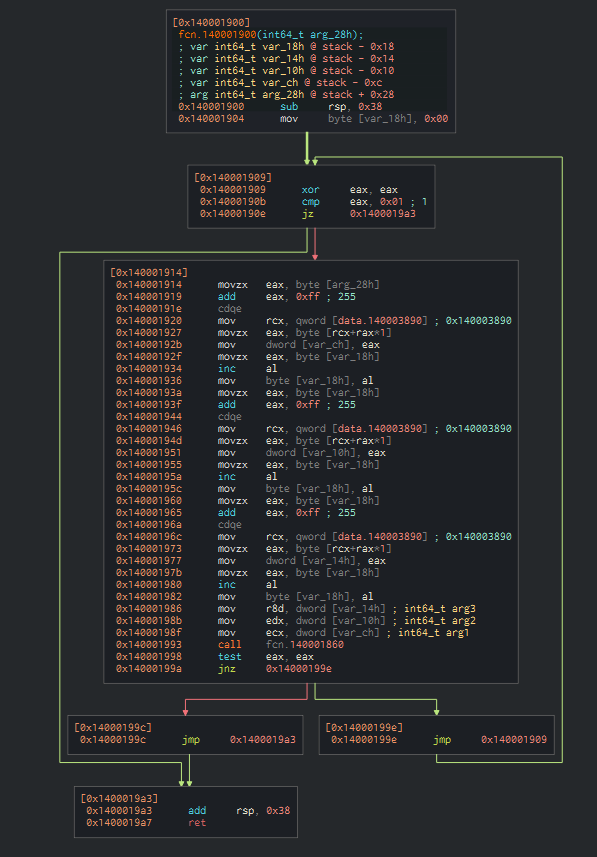 [0x140001900]
fcn.140001900(int64_t arg_28h);
; var int64_t var_18h @ stack - 0x18
; var int64_t var_14h @ stack - 0x14
; var int64_t var_10h @ stack - 0x10
; var int64_t var_ch @ stack - 0xc
; arg int64_t arg_28h @ stack + 0x28
0x140001900 sub rsp, 0x38
0x140001904 mov byte [var_18h], 0x00
[0x140001909]
0x140001909 xor eax, eax
0x14000190b cmp eax, 0x01 ; 1
0x14000190e jz 0x1400019a3
[0x140001914]
0x140001914 movzx eax, byte [arg_28h]
0x140001919 add eax, 0xff ; 255
0x14000191e cdqe
0x140001920 mov rcx, qword [data.140003890] ; 0x140003890
0x140001927 movzx eax, byte [rcx+rax*1]
0x14000192b mov dword [var_ch], eax
0x14000192f movzx eax, byte [var_18h]
0x140001934 inc al
0x140001936 mov byte [var_18h], al
0x14000193a movzx eax, byte [var_18h]
0x14000193f add eax, 0xff ; 255
0x140001944 cdqe
0x140001946 mov rcx, qword [data.140003890] ; 0x140003890
0x14000194d movzx eax, byte [rcx+rax*1]
0x140001951 mov dword [var_10h], eax
0x140001955 movzx eax, byte [var_18h]
0x14000195a inc al
0x14000195c mov byte [var_18h], al
0x140001960 movzx eax, byte [var_18h]
0x140001965 add eax, 0xff ; 255
0x14000196a cdqe
0x14000196c mov rcx, qword [data.140003890] ; 0x140003890
0x140001973 movzx eax, byte [rcx+rax*1]
0x140001977 mov dword [var_14h], eax
0x14000197b movzx eax, byte [var_18h]
0x140001980 inc al
0x140001982 mov byte [var_18h], al
0x140001986 mov r8d, dword [var_14h] ; int64_t arg3
0x14000198b mov edx, dword [var_10h] ; int64_t arg2
0x14000198f mov ecx, dword [var_ch] ; int64_t arg1
0x140001993 call fcn.140001860
0x140001998 test eax, eax
0x14000199a jnz 0x14000199e
[0x14000199c]
0x14000199c jmp 0x1400019a3
[0x14000199e]
0x14000199e jmp 0x140001909
[0x1400019a3]
0x1400019a3 add rsp, 0x38
0x1400019a7 ret